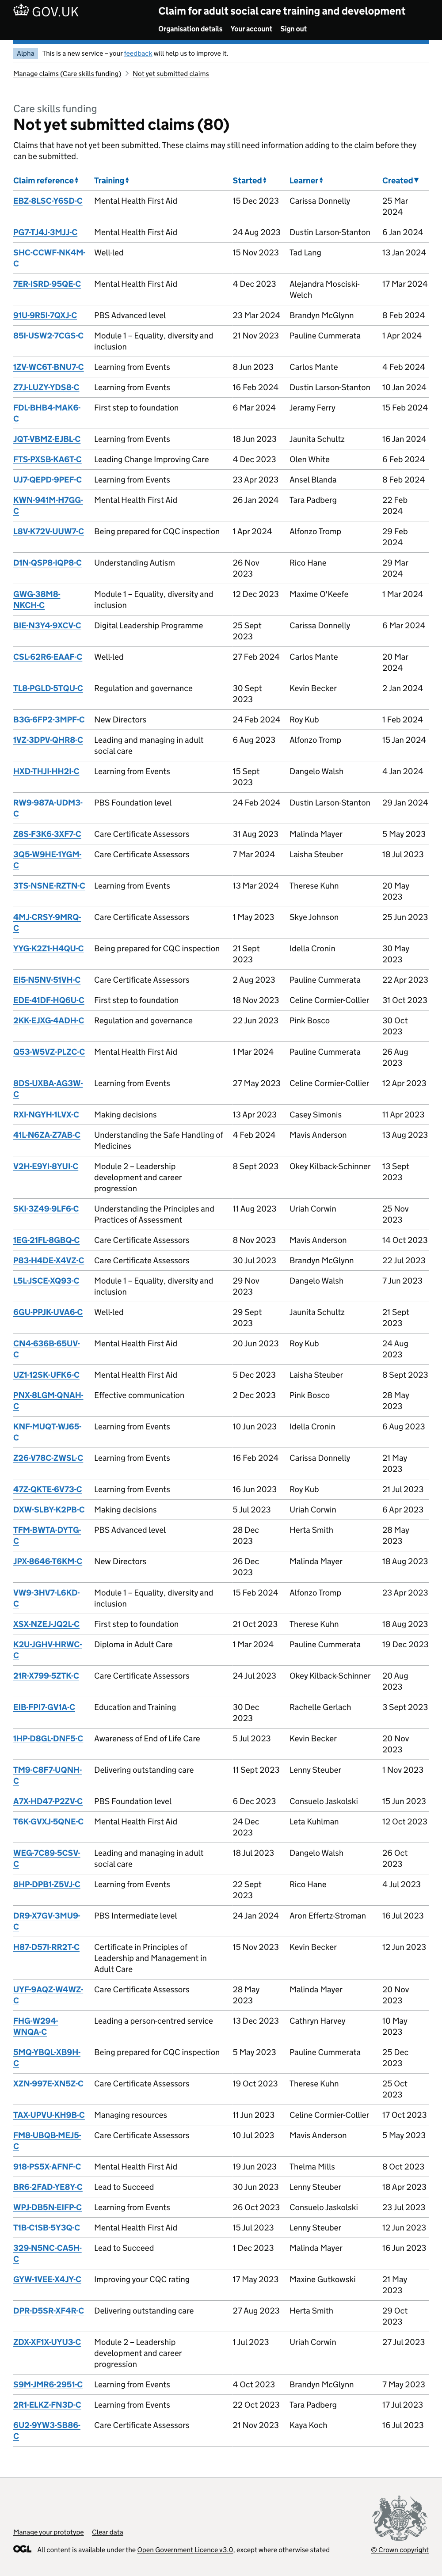 GOV.UK
Claim for adult social care training and development
Organisation details Your account Sign out
Alpha This is a new service – your feedback will help us to improve it.
Manage claims (Care skills funding) > Not yet submitted claims
Care skills funding
Not yet submitted claims (80)
Claims that have not yet been submitted. These claims may still need information adding to the claim before they
can be submitted.
Claim reference Training Started Learner Created
EBZ-8LSC-Y6SD-C Mental Health First Aid 15 Dec 2023 Carissa Donnelly 25 Mar
2024
PG7-TJ4J-3MJJ-C Mental Health First Aid 24 Aug 2023 Dustin Larson-Stanton 6 Jan 2024
SHC-CCWF-NK4M- Well-led 15 Nov 2023 Tad Lang 13 Jan 2024
C
7ER-ISRD-95QE-C Mental Health First Aid 4 Dec 2023 Alejandra Mosciski- 17 Mar 2024
Welch
91U-9R5I-7QXJ-C PBS Advanced level 23 Mar 2024 Brandyn McGlynn 8 Feb 2024
85I-USW2-7CGS-C Module 1 – Equality, diversity and 21 Nov 2023 Pauline Cummerata 1 Apr 2024
inclusion
1ZV-WC6T-BNU7-C Learning from Events 8 Jun 2023 Carlos Mante 4 Feb 2024
Z7J-LUZY-YDS8-C Learning from Events 16 Feb 2024 Dustin Larson-Stanton 10 Jan 2024
FDL-BHB4-MAK6- First step to foundation 6 Mar 2024 Jeramy Ferry 15 Feb 2024
C
JQT-VBMZ-EJBL-C Learning from Events 18 Jun 2023 Jaunita Schultz 16 Jan 2024
FTS-PXSB-KA6T-C Leading Change Improving Care 4 Dec 2023 Olen White 6 Feb 2024
UJ7-QEPD-9PEF-C Learning from Events 23 Apr 2023 Ansel Blanda 8 Feb 2024
KWN-941M-H7GG- Mental Health First Aid 26 Jan 2024 Tara Padberg 22 Feb
C 2024
L8V-K72V-UUW7-C Being prepared for CQC inspection 1 Apr 2024 Alfonzo Tromp 29 Feb
2024
D1N-QSP8-IQP8-C Understanding Autism 26 Nov Rico Hane 29 Mar
2023 2024
GWG-38M8- Module 1 – Equality, diversity and 12 Dec 2023 Maxime O'Keefe 1 Mar 2024
NKCH-C inclusion
BIE-N3Y4-9XCV-C Digital Leadership Programme 25 Sept Carissa Donnelly 6 Mar 2024
2023
CSL-62R6-EAAF-C Well-led 27 Feb 2024 Carlos Mante 20 Mar
2024
TL8-PGLD-5TQU-C Regulation and governance 30 Sept Kevin Becker 2 Jan 2024
2023
B3G-6FP2-3MPF-C New Directors 24 Feb 2024 Roy Kub 1 Feb 2024
1VZ-3DPV-QHR8-C Leading and managing in adult 6 Aug 2023 Alfonzo Tromp 15 Jan 2024
social care
HXD-THJI-HH2I-C Learning from Events 15 Sept Dangelo Walsh 4 Jan 2024
2023
RW9-987A-UDM3- PBS Foundation level 24 Feb 2024 Dustin Larson-Stanton 29 Jan 2024
C
Z8S-F3K6-3XF7-C Care Certificate Assessors 31 Aug 2023 Malinda Mayer 5 May 2023
3Q5-W9HE-1YGM- Care Certificate Assessors 7 Mar 2024 Laisha Steuber 18 Jul 2023
C
3TS-NSNE-RZTN-C Learning from Events 13 Mar 2024 Therese Kuhn 20 May
2023
4MJ-CRSY-9MRQ- Care Certificate Assessors 1 May 2023 Skye Johnson 25 Jun 2023
C
YYG-K2Z1-H4QU-C Being prepared for CQC inspection 21 Sept Idella Cronin 30 May
2023 2023
EI5-N5NV-51VH-C Care Certificate Assessors 2 Aug 2023 Pauline Cummerata 22 Apr 2023
EDE-41DF-HQ6U-C First step to foundation 18 Nov 2023 Celine Cormier-Collier 31 Oct 2023
2KK-EJXG-4ADH-C Regulation and governance 22 Jun 2023 Pink Bosco 30 Oct
2023
Q53-W5VZ-PLZC-C Mental Health First Aid 1 Mar 2024 Pauline Cummerata 26 Aug
2023
8DS-UXBA-AG3W- Learning from Events 27 May 2023 Celine Cormier-Collier 12 Apr 2023
C
RXI-NGYH-1LVX-C Making decisions 13 Apr 2023 Casey Simonis 11 Apr 2023
41L-N6ZA-Z7AB-C Understanding the Safe Handling of 4 Feb 2024 Mavis Anderson 13 Aug 2023
Medicines
V2H-E9YI-8YUI-C Module 2 – Leadership 8 Sept 2023 Okey Kilback-Schinner 13 Sept
development and career 2023
progression
SKI-3Z49-9LF6-C Understanding the Principles and 11 Aug 2023 Uriah Corwin 25 Nov
Practices of Assessment 2023
1EG-21FL-8GBQ-C Care Certificate Assessors 8 Nov 2023 Mavis Anderson 14 Oct 2023
P83-H4DE-X4VZ-C Care Certificate Assessors 30 Jul 2023 Brandyn McGlynn 22 Jul 2023
L5L-JSCE-XQ93-C Module 1 – Equality, diversity and 29 Nov Dangelo Walsh 7 Jun 2023
inclusion 2023
6GU-PPJK-UVA6-C Well-led 29 Sept Jaunita Schultz 21 Sept
2023 2023
CN4-636B-65UV- Mental Health First Aid 20 Jun 2023 Roy Kub 24 Aug
C 2023
UZ1-12SK-UFK6-C Mental Health First Aid 5 Dec 2023 Laisha Steuber 8 Sept 2023
PNX-8LGM-QNAH- Effective communication 2 Dec 2023 Pink Bosco 28 May
C 2023
KNF-MUQT-WJ65- Learning from Events 10 Jun 2023 Idella Cronin 6 Aug 2023
C
Z26-V78C-ZWSL-C Learning from Events 16 Feb 2024 Carissa Donnelly 21 May
2023
47Z-QKTE-6V73-C Learning from Events 16 Jun 2023 Roy Kub 21 Jul 2023
DXW-SLBY-K2PB-C Making decisions 5 Jul 2023 Uriah Corwin 6 Apr 2023
TFM-BWTA-DYTG- PBS Advanced level 28 Dec Herta Smith 28 May
C 2023 2023
JPX-8646-T6KM-C New Directors 26 Dec Malinda Mayer 18 Aug 2023
2023
VW9-3HV7-L6KD- Module 1 – Equality, diversity and 15 Feb 2024 Alfonzo Tromp 23 Apr 2023
C inclusion
XSX-NZEJ-JQ2L-C First step to foundation 21 Oct 2023 Therese Kuhn 18 Aug 2023
K2U-JGHV-HRWC- Diploma in Adult Care 1 Mar 2024 Pauline Cummerata 19 Dec 2023
C
21R-X799-5ZTK-C Care Certificate Assessors 24 Jul 2023 Okey Kilback-Schinner 20 Aug
2023
EIB-FPI7-GV1A-C Education and Training 30 Dec Rachelle Gerlach 3 Sept 2023
2023
1HP-D8GL-DNF5-C Awareness of End of Life Care 5 Jul 2023 Kevin Becker 20 Nov
2023
TM9-C8F7-UQNH- Delivering outstanding care 11 Sept 2023 Lenny Steuber 1 Nov 2023
C
A7X-HD47-P2ZV-C PBS Foundation level 6 Dec 2023 Consuelo Jaskolski 15 Jun 2023
T6K-GVXJ-5QNE-C Mental Health First Aid 24 Dec Leta Kuhlman 12 Oct 2023
2023
WEG-7C89-5CSV- Leading and managing in adult 18 Jul 2023 Dangelo Walsh 26 Oct
C social care 2023
8HP-DPB1-Z5VJ-C Learning from Events 22 Sept Rico Hane 4 Jul 2023
2023
DR9-X7GV-3MU9- PBS Intermediate level 24 Jan 2024 Aron Effertz-Stroman 16 Jul 2023
C
H87-D57I-RR2T-C Certificate in Principles of 15 Nov 2023 Kevin Becker 12 Jun 2023
Leadership and Management in
Adult Care
UYF-9AQZ-W4WZ- Care Certificate Assessors 28 May Malinda Mayer 20 Nov
C 2023 2023
FHG-W294- Leading a person-centred service 13 Dec 2023 Cathryn Harvey 10 May
WNQA-C 2023
5MQ-YBQL-XB9H- Being prepared for CQC inspection 5 May 2023 Pauline Cummerata 25 Dec
C 2023
XZN-997E-XN5Z-C Care Certificate Assessors 19 Oct 2023 Therese Kuhn 25 Oct
2023
TAX-UPVU-KH9B-C Managing resources 11 Jun 2023 Celine Cormier-Collier 17 Oct 2023
FM8-UBQB-MEJ5- Care Certificate Assessors 10 Jul 2023 Mavis Anderson 5 May 2023
C
918-PS5X-AFNF-C Mental Health First Aid 19 Jun 2023 Thelma Mills 8 Oct 2023
BR6-2FAD-YE8Y-C Lead to Succeed 30 Jun 2023 Lenny Steuber 18 Apr 2023
WPJ-DB5N-EIFP-C Learning from Events 26 Oct 2023 Consuelo Jaskolski 23 Jul 2023
T1B-C1SB-5Y3Q-C Mental Health First Aid 15 Jul 2023 Lenny Steuber 12 Jun 2023
329-N5NC-CA5H- Lead to Succeed 1 Dec 2023 Malinda Mayer 16 Jun 2023
C
GYW-1VEE-X4JY-C Improving your CQC rating 17 May 2023 Maxine Gutkowski 21 May
2023
DPR-D5SR-XF4R-C Delivering outstanding care 27 Aug 2023 Herta Smith 29 Oct
2023
ZDX-XF1X-UYU3-C Module 2 – Leadership 1 Jul 2023 Uriah Corwin 27 Jul 2023
development and career
progression
S9M-JMR6-2951-C Learning from Events 4 Oct 2023 Brandyn McGlynn 7 May 2023
2R1-ELKZ-FN3D-C Learning from Events 22 Oct 2023 Tara Padberg 17 Jul 2023
6U2-9YW3-SB86- Care Certificate Assessors 21 Nov 2023 Kaya Koch 16 Jul 2023
C
Manage your prototype Clear data
OGL All content is available under the Open Government Licence v3.0, except where otherwise stated
© Crown copyright